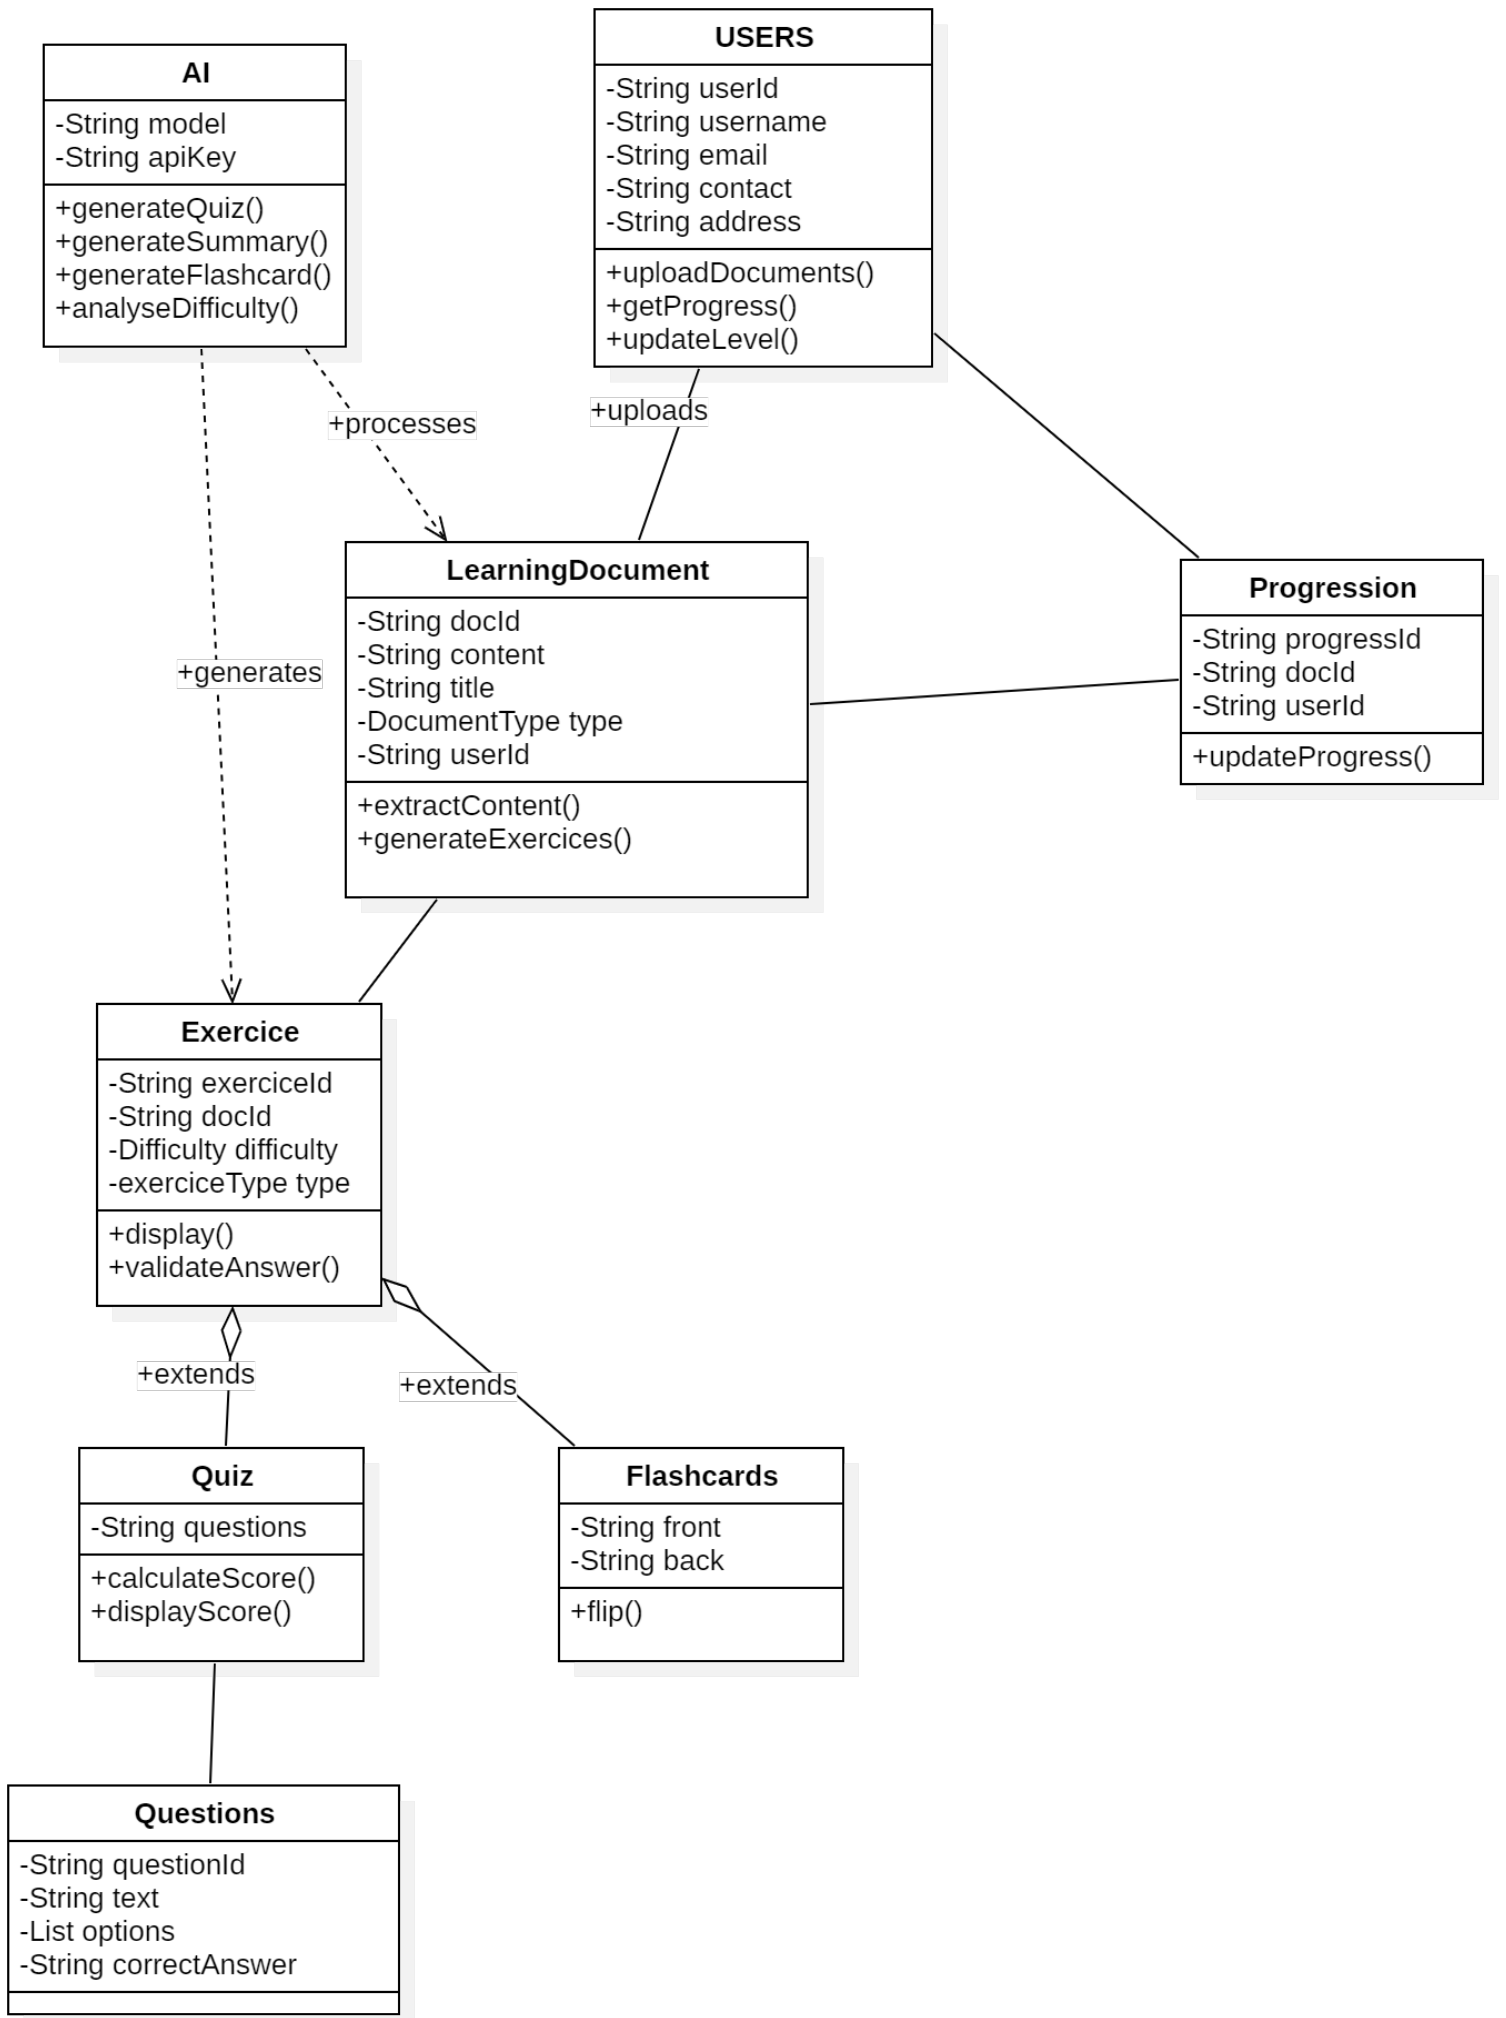 AI
-String model
-String apiKey
+generateQuiz()
+generateSummary()
+generateFlashcard()
+analyseDifficulty()
USERS
-String userId
-String username
-String email
-String contact
-String address
+uploadDocuments()
+getProgress()
+updateLevel()
+processes
+uploads
+generates
LearningDocument
-String docId
-String content
-String title
-DocumentType type
-String userId
+extractContent()
+generateExercices()
Progression
-String progressId
-String docId
-String userId
+updateProgress()
Exercice
-String exerciceId
-String docId
-Difficulty difficulty
-exerciceType type
+display()
+validateAnswer()
+extends
+extends
Quiz
-String questions
+calculateScore()
+displayScore()
Flashcards
-String front
-String back
+flip()
Questions
-String questionId
-String text
-List options
-String correctAnswer